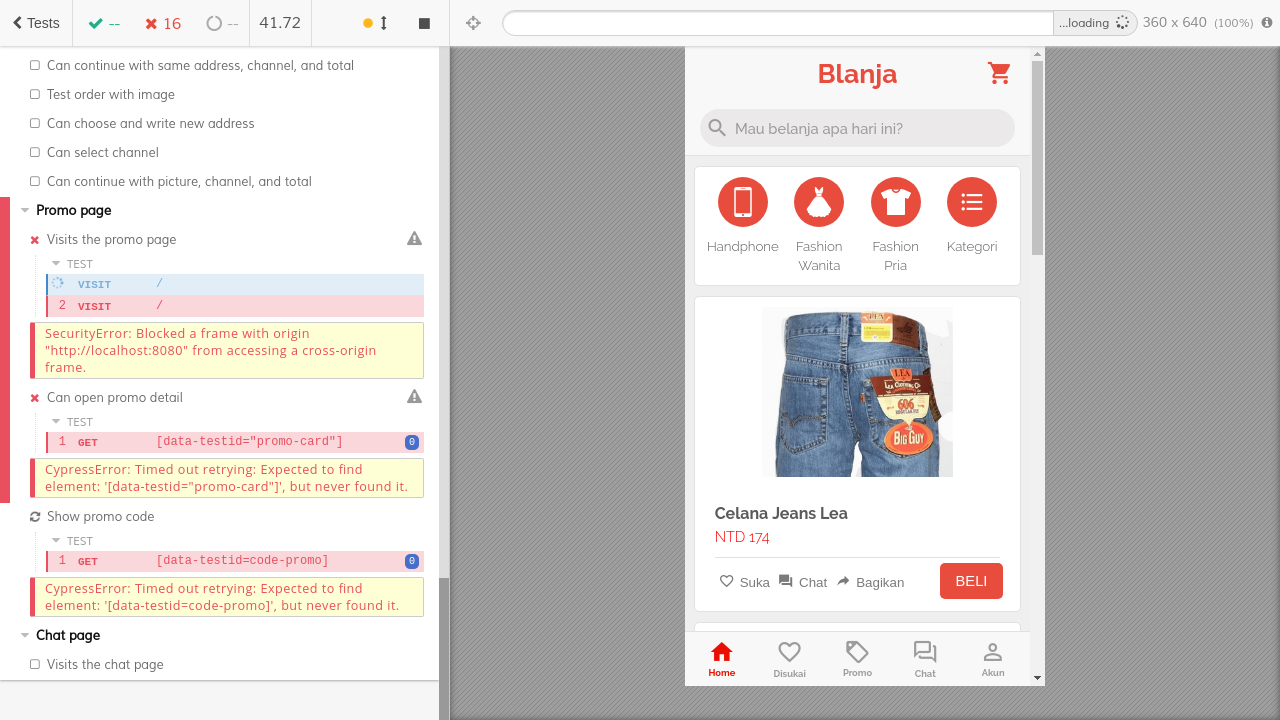 Tests
--
16
--
41.72
...loading
360 x 640 (100%)
Can continue with same address, channel, and total
Test order with image
Can choose and write new address
Can select channel
Can continue with picture, channel, and total
Promo page
Visits the promo page
TEST
VISIT /
2 VISIT /
SecurityError: Blocked a frame with origin
"http://localhost:8080" from accessing a cross-origin
frame.
Can open promo detail
TEST
1 GET [data-testid="promo-card"] 0
CypressError: Timed out retrying: Expected to find
element: '[data-testid="promo-card"]', but never found it.
Show promo code
TEST
1 GET [data-testid=code-promo] 0
CypressError: Timed out retrying: Expected to find
element: '[data-testid=code-promo]', but never found it.
Chat page
Visits the chat page
Blanja
Mau belanja apa hari ini?
Handphone
Fashion
Wanita
Fashion
Pria
Kategori
LEA
LEA
Lea Clothing Co
606
BIG GUY
Celana Jeans Lea
NTD 174
Suka
Chat
Bagikan
BELI
Home
Disukai
Promo
Chat
Akun